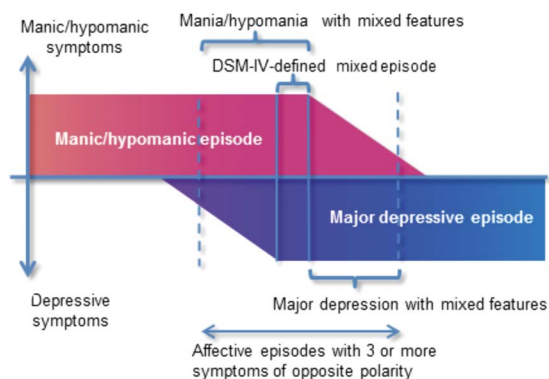 Manic/hypomanic
symptoms
Mania/hypomania with mixed features
DSM-IV-defined mixed episode
Manic/hypomanic episode
Major depressive episode
Depressive
symptoms
Major depression with mixed features
Affective episodes with 3 or more
symptoms of opposite polarity